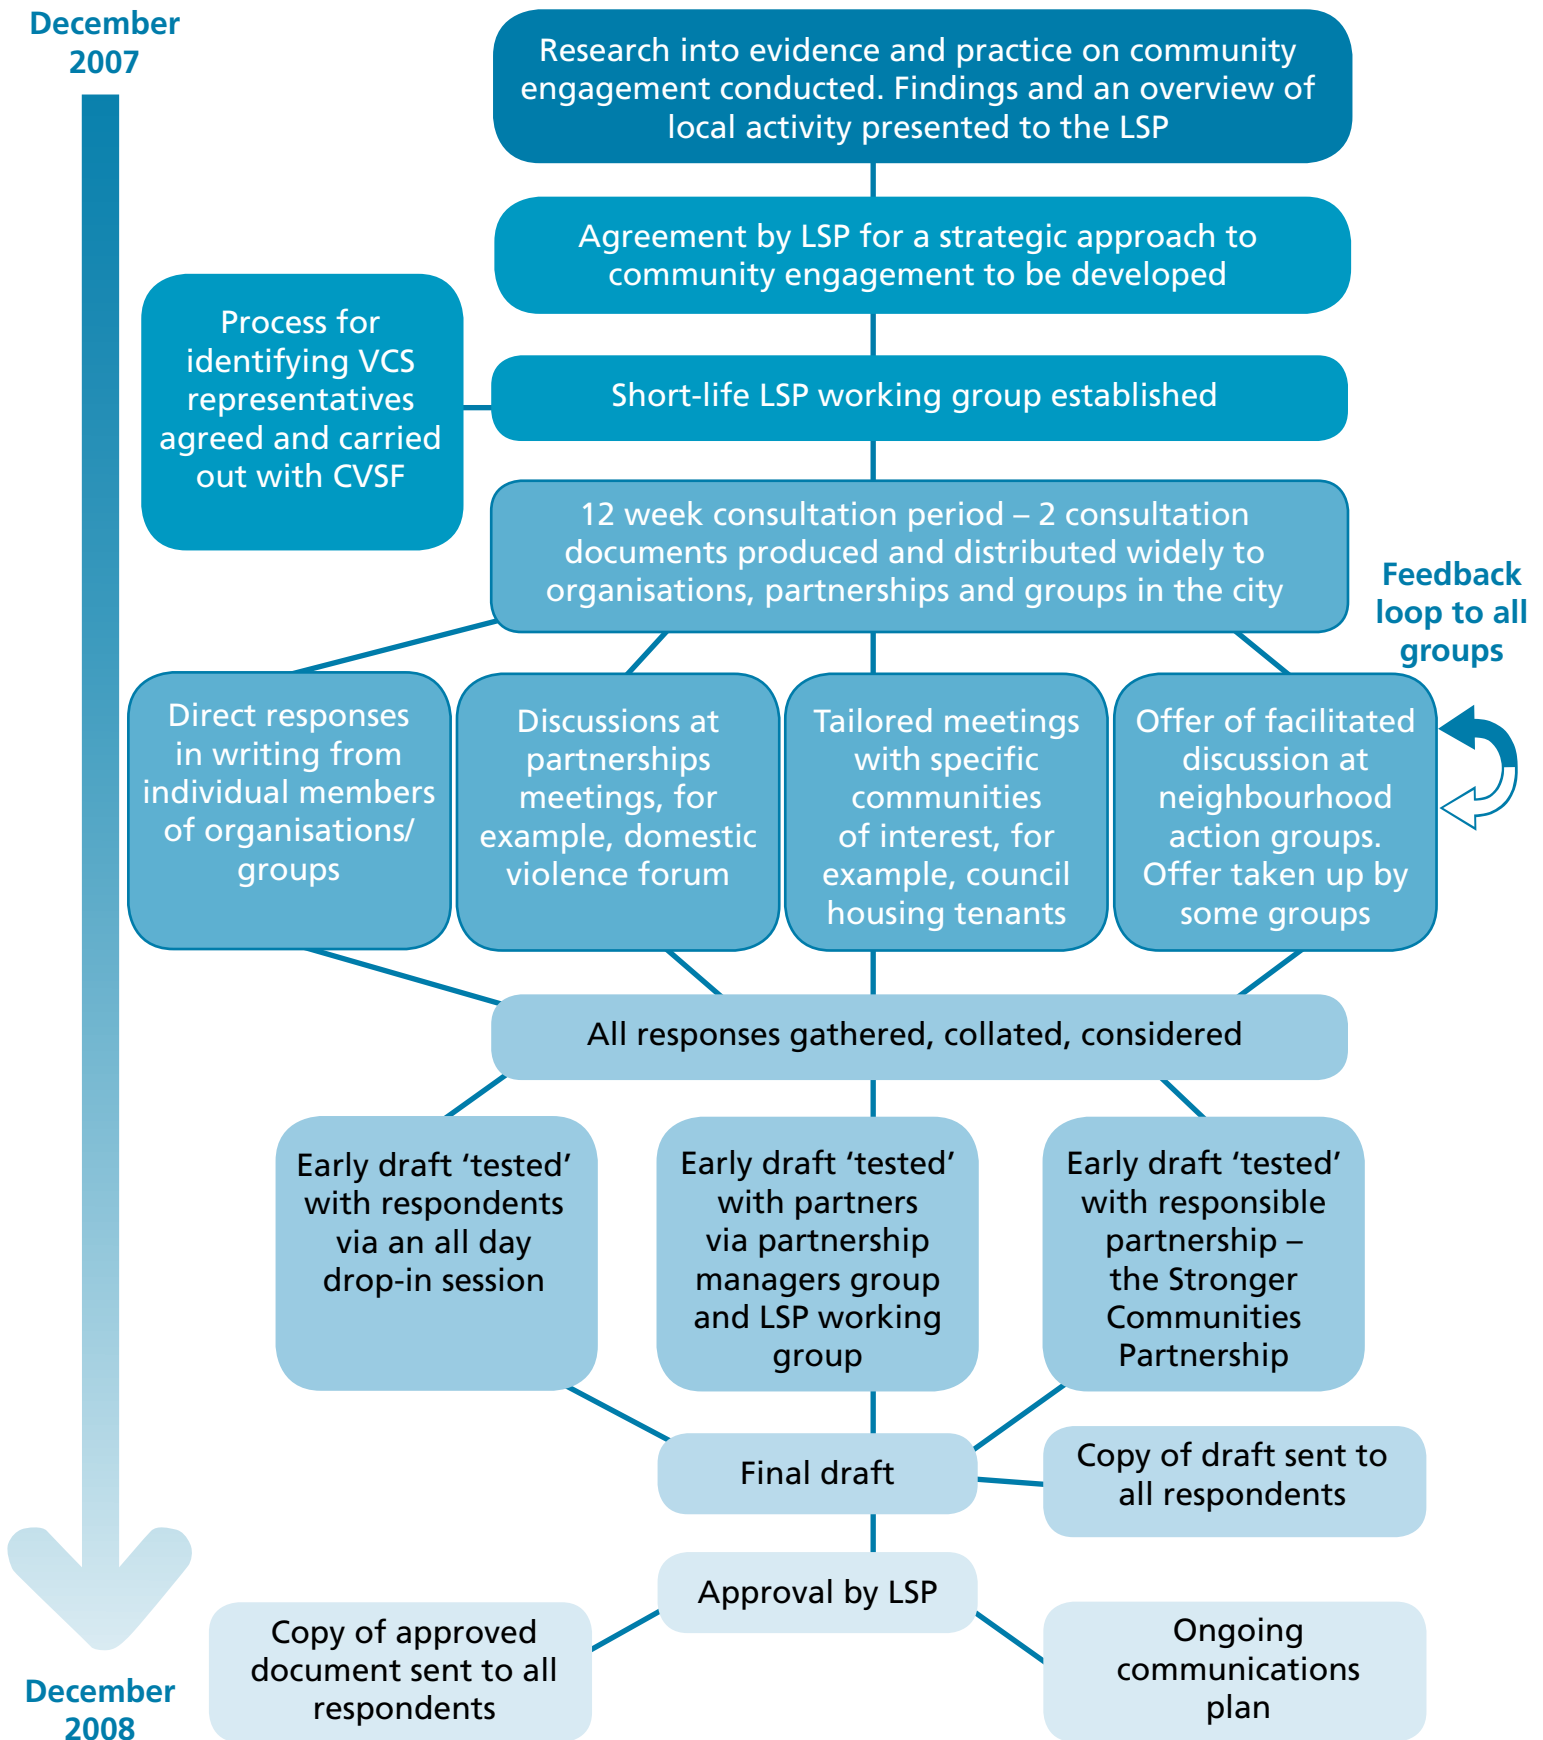 December
2007
Research into evidence and practice on community
engagement conducted. Findings and an overview of
local activity presented to the LSP
Agreement by LSP for a strategic approach to
community engagement to be developed
Process for
identifying VCS
representatives
agreed and carried
out with CVSF
Short-life LSP working group established
12 week consultation period – 2 consultation
documents produced and distributed widely to
organisations, partnerships and groups in the city
Feedback
loop to all
groups
Direct responses
in writing from
individual members
of organisations/
groups
Discussions at
partnerships
meetings, for
example, domestic
violence forum
Tailored meetings
with specific
communities
of interest, for
example, council
housing tenants
Offer of facilitated
discussion at
neighbourhood
action groups.
Offer taken up by
some groups
All responses gathered, collated, considered
Early draft ‘tested’
with respondents
via an all day
drop-in session
Early draft ‘tested’
with partners
via partnership
managers group
and LSP working
group
Early draft ‘tested’
with responsible
partnership –
the Stronger
Communities
Partnership
Final draft
Copy of draft sent to
all respondents
Approval by LSP
Copy of approved
document sent to all
respondents
Ongoing
communications
plan
December
2008